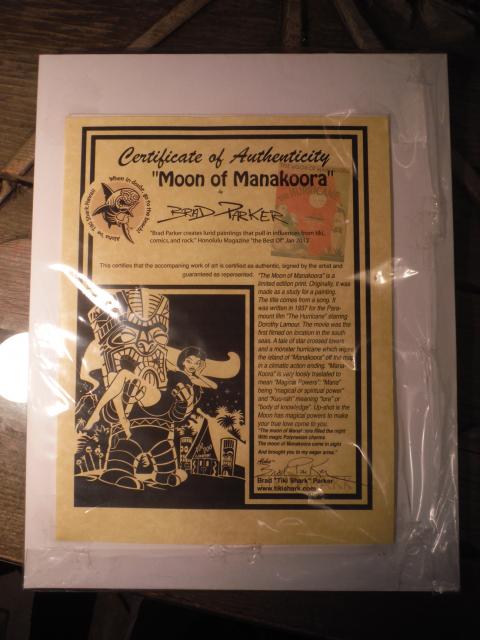 Certificate of Authenticity
"Moon of Manakoora"
by
BRAD PARKER
When in doubt, go to the beach!
Aloha by Tiki Shark Hawaii
"Brad Parker creates lurid paintings that pull in influences from tiki,
comics, and rock." Honolulu Magazine "the Best Of" Jan 2012
This certifies that the accompaning work of art is certified as authentic, signed by the artist and
guaranteed as repersented.
"The Moon of Manakoora" is a
limited edition print. Originally, it was
made as a study for a painting.
The title comes from a song. It
was written in 1937 for the Para-
mount film "The Hurricane" starring
Dorothy Lamour. The movie was the
first filmed on location in the south
seas. A tale of star crossed lovers
and a monster hurricane which wipes
the island of "Manakoora" off the map
in a climatic action ending. "Mana-
Koora" is very loosly traslated to
mean "Magical Powers". "Mana"
being "magical or spiritual power"
and "Kuu-rah" meaning "lore" or
"body of knowledge". Up-shot is the
Moon has magical powers to make
your true love come to you.
"The moon of Manakoora filled the night
With magic Polynesian charms
The moon of Manakoora came in sight
And brought you to my eager arms."
Aloha
Brad Parker
Brad "Tiki Shark" Parker
www.tikishark.com